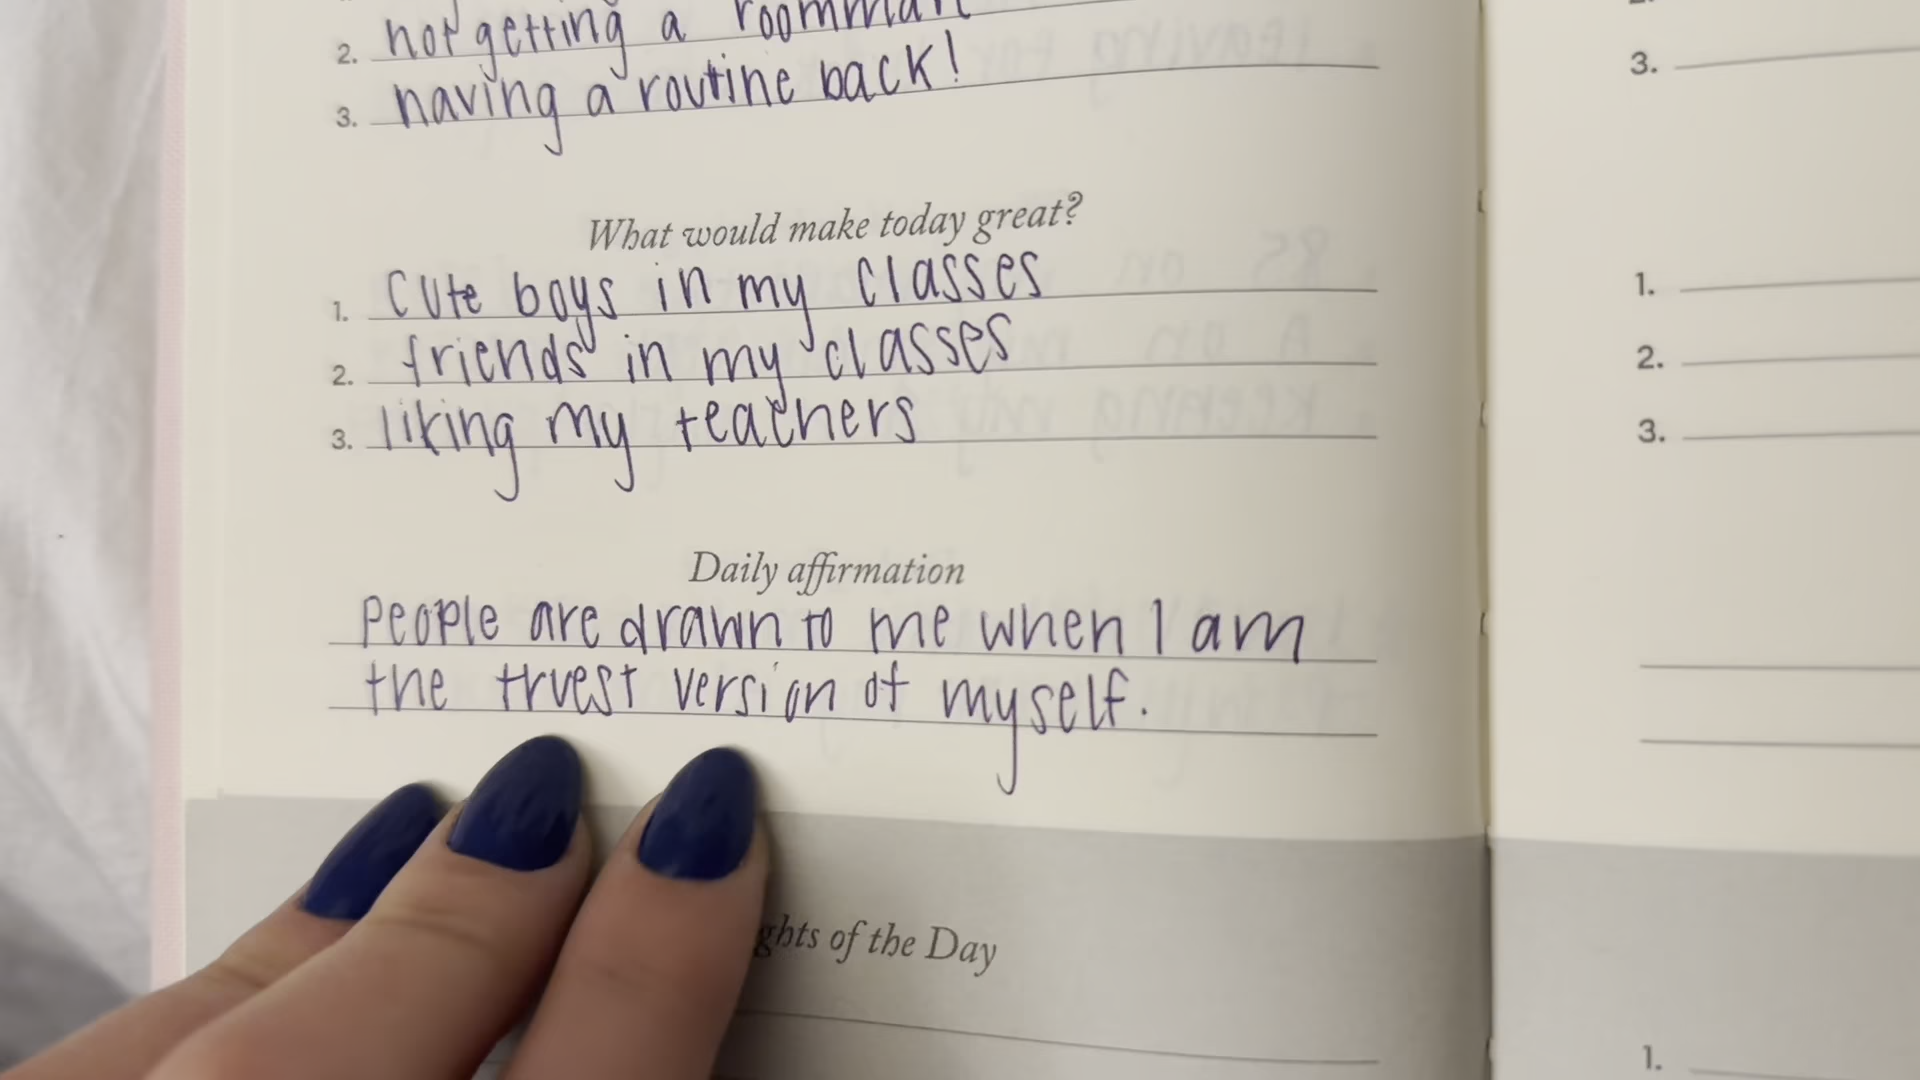 2. not getting a roommate
3. having a routine back!
3.
What would make today great?
1. cute boys in my classes
2. friends in my classes
3. liking my teachers
1.
2.
3.
Daily affirmation
people are drawn to me when I am
the truest version of myself.
ghts of the Day
1.